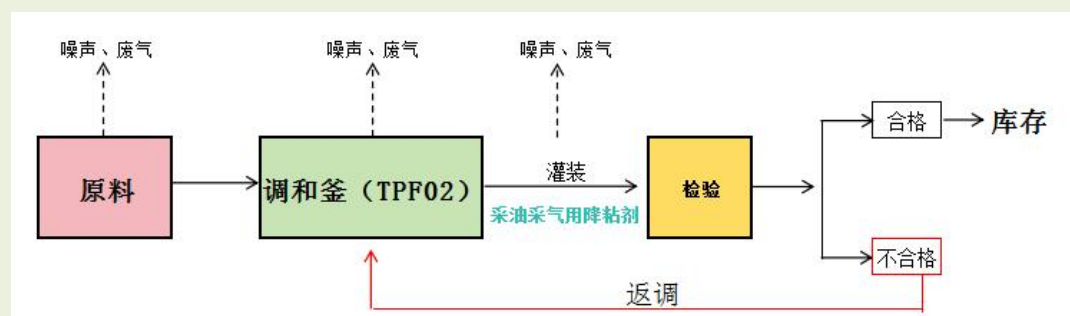 噪声、废气
噪声、废气
噪声、废气
原料
调和釜（TPF02）
灌装
采油采气用降粘剂
检验
合格
库存
不合格
返调